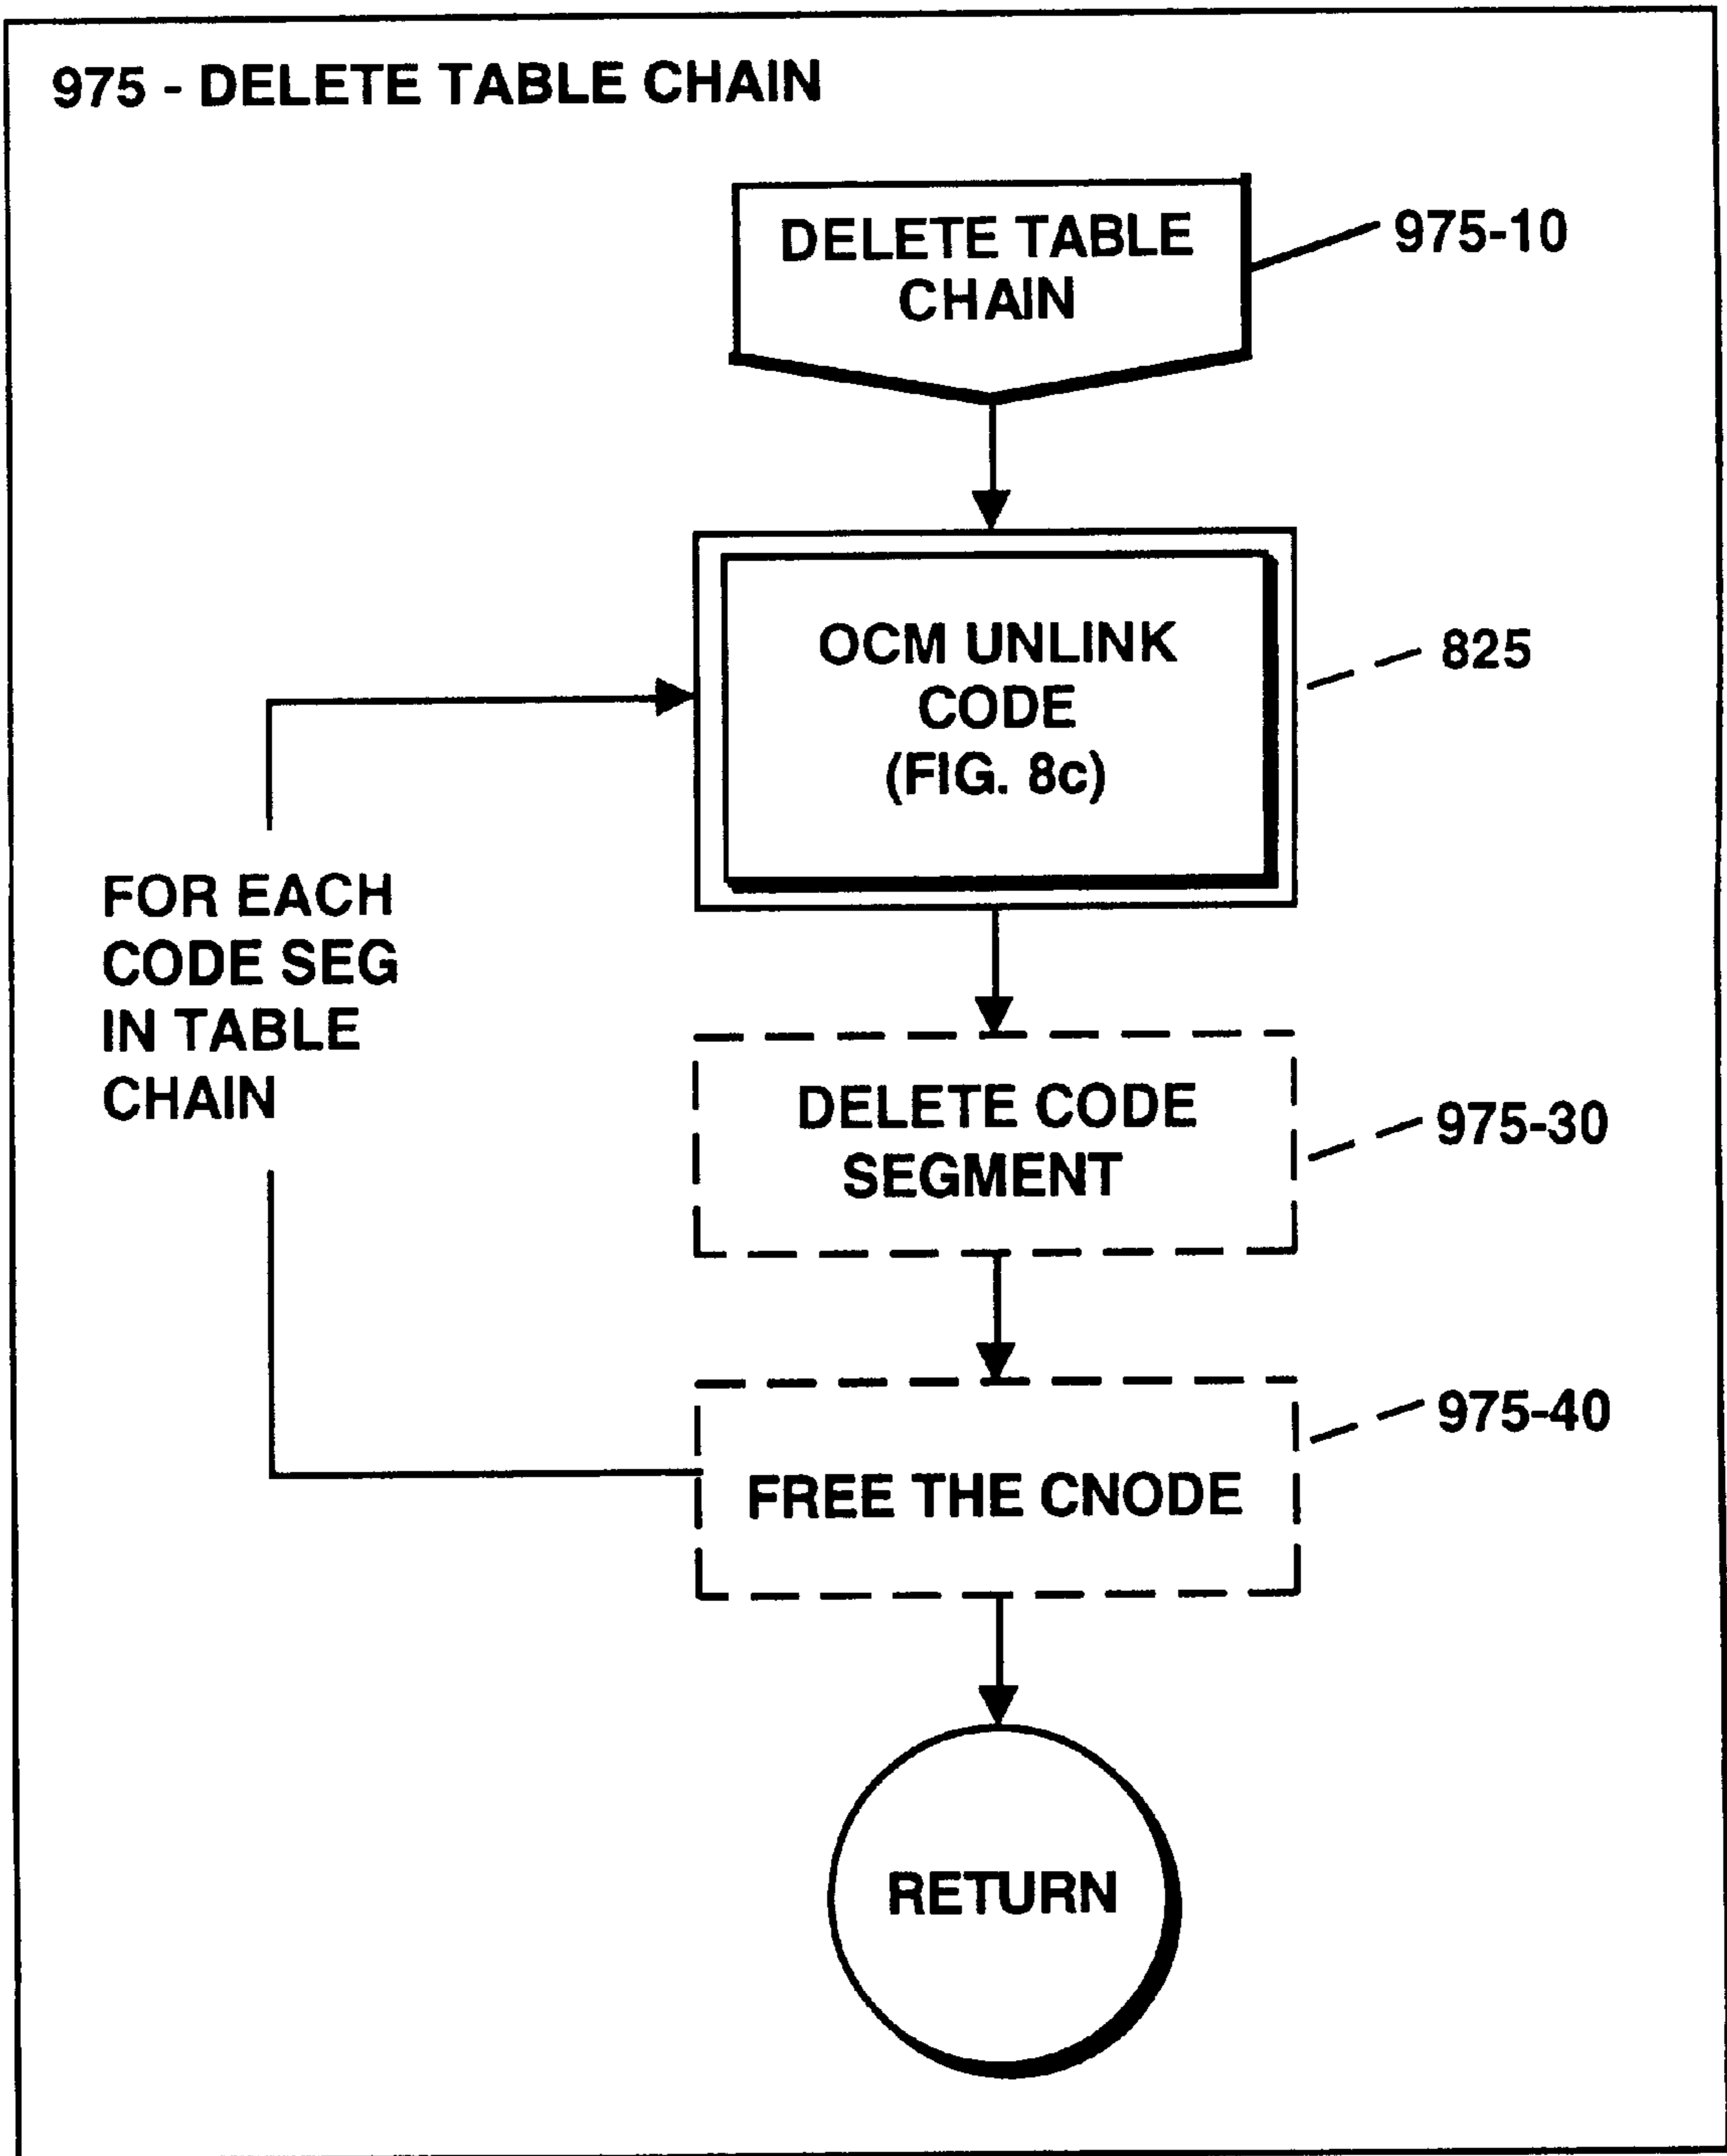 975 - DELETE TABLE CHAIN
DELETE TABLE
CHAIN
975-10
OCM UNLINK
CODE
(FIG. 8c)
825
FOR EACH
CODE SEG
IN TABLE
CHAIN
DELETE CODE
SEGMENT
975-30
FREE THE CNODE
975-40
RETURN